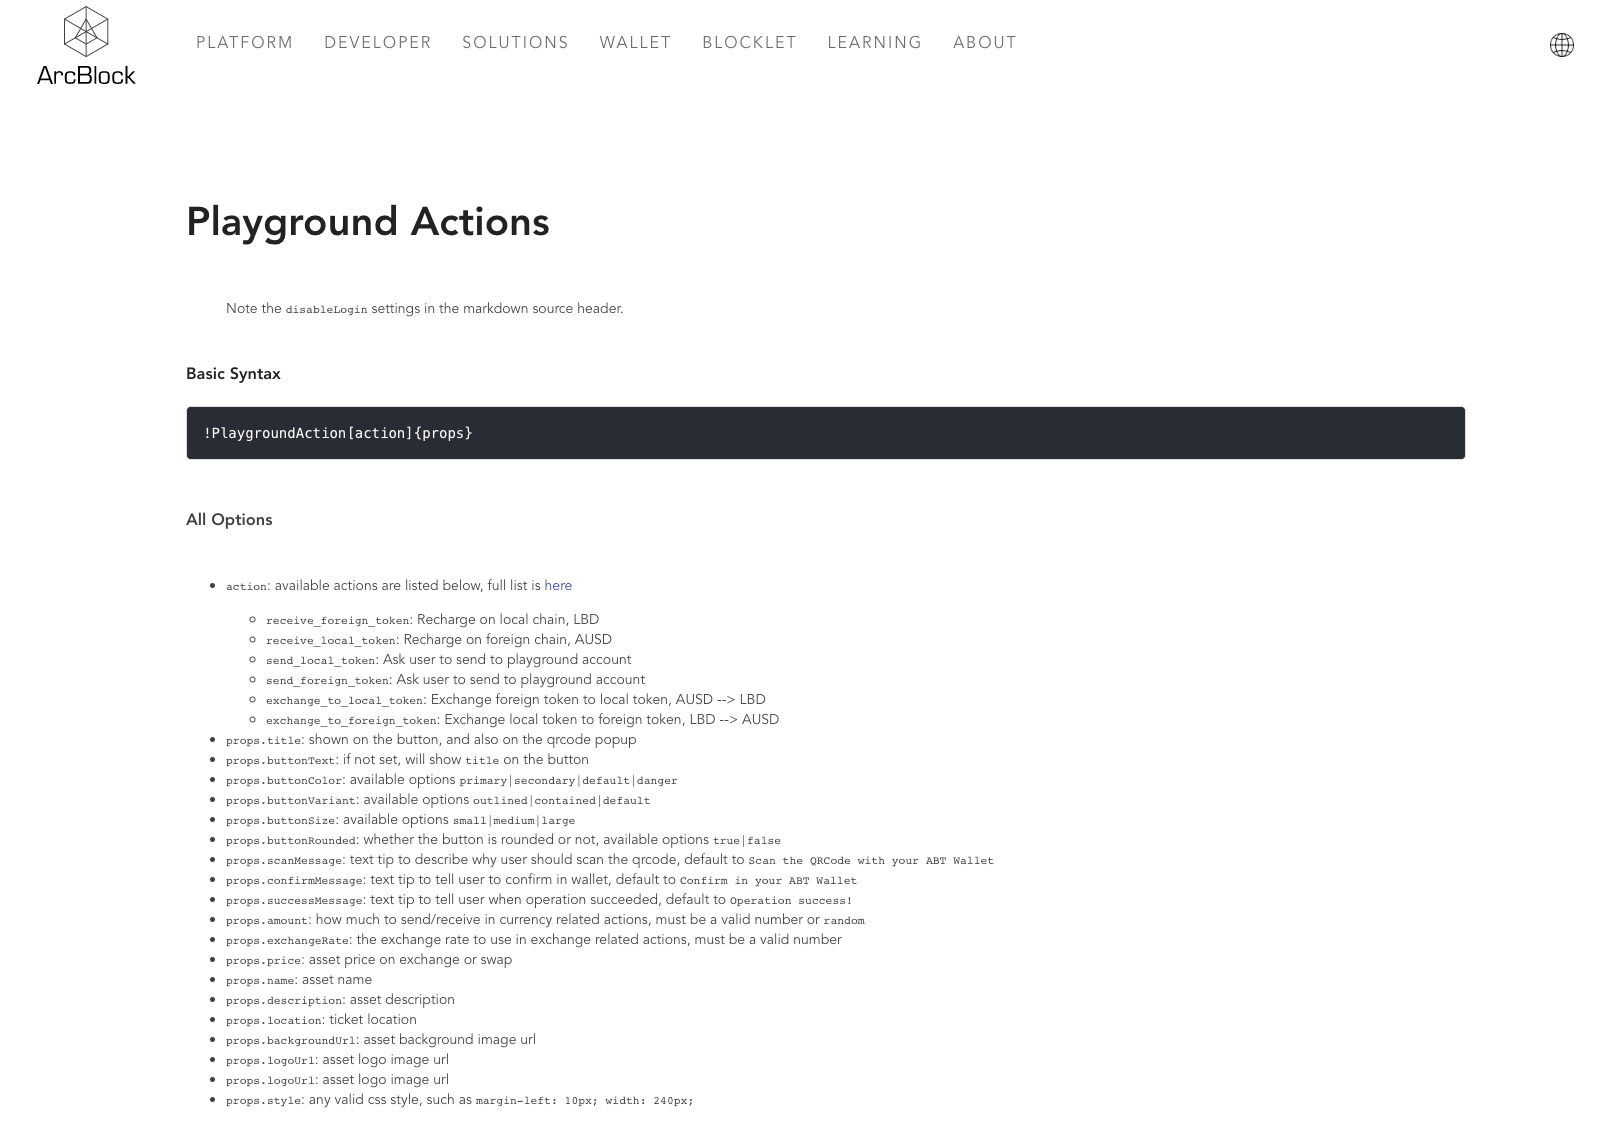 ArcBlock
PLATFORM DEVELOPER SOLUTIONS WALLET BLOCKLET LEARNING ABOUT
Playground Actions
Note the disableLogin settings in the markdown source header.
Basic Syntax
!PlaygroundAction[action]{props}
All Options
• action: available actions are listed below, full list is here
◦ receive_foreign_token: Recharge on local chain, LBD
◦ receive_local_token: Recharge on foreign chain, AUSD
◦ send_local_token: Ask user to send to playground account
◦ send_foreign_token: Ask user to send to playground account
◦ exchange_to_local_token: Exchange foreign token to local token, AUSD --> LBD
◦ exchange_to_foreign_token: Exchange local token to foreign token, LBD --> AUSD
• props.title: shown on the button, and also on the qrcode popup
• props.buttonText: if not set, will show title on the button
• props.buttonColor: available options primary|secondary|default|danger
• props.buttonVariant: available options outlined|contained|default
• props.buttonSize: available options small|medium|large
• props.buttonRounded: whether the button is rounded or not, available options true|false
• props.scanMessage: text tip to describe why user should scan the qrcode, default to Scan the QRCode with your ABT Wallet
• props.confirmMessage: text tip to tell user to confirm in wallet, default to Confirm in your ABT Wallet
• props.successMessage: text tip to tell user when operation succeeded, default to Operation success!
• props.amount: how much to send/receive in currency related actions, must be a valid number or random
• props.exchangeRate: the exchange rate to use in exchange related actions, must be a valid number
• props.price: asset price on exchange or swap
• props.name: asset name
• props.description: asset description
• props.location: ticket location
• props.backgroundUrl: asset background image url
• props.logoUrl: asset logo image url
• props.logoUrl: asset logo image url
• props.style: any valid css style, such as margin-left: 10px; width: 240px;